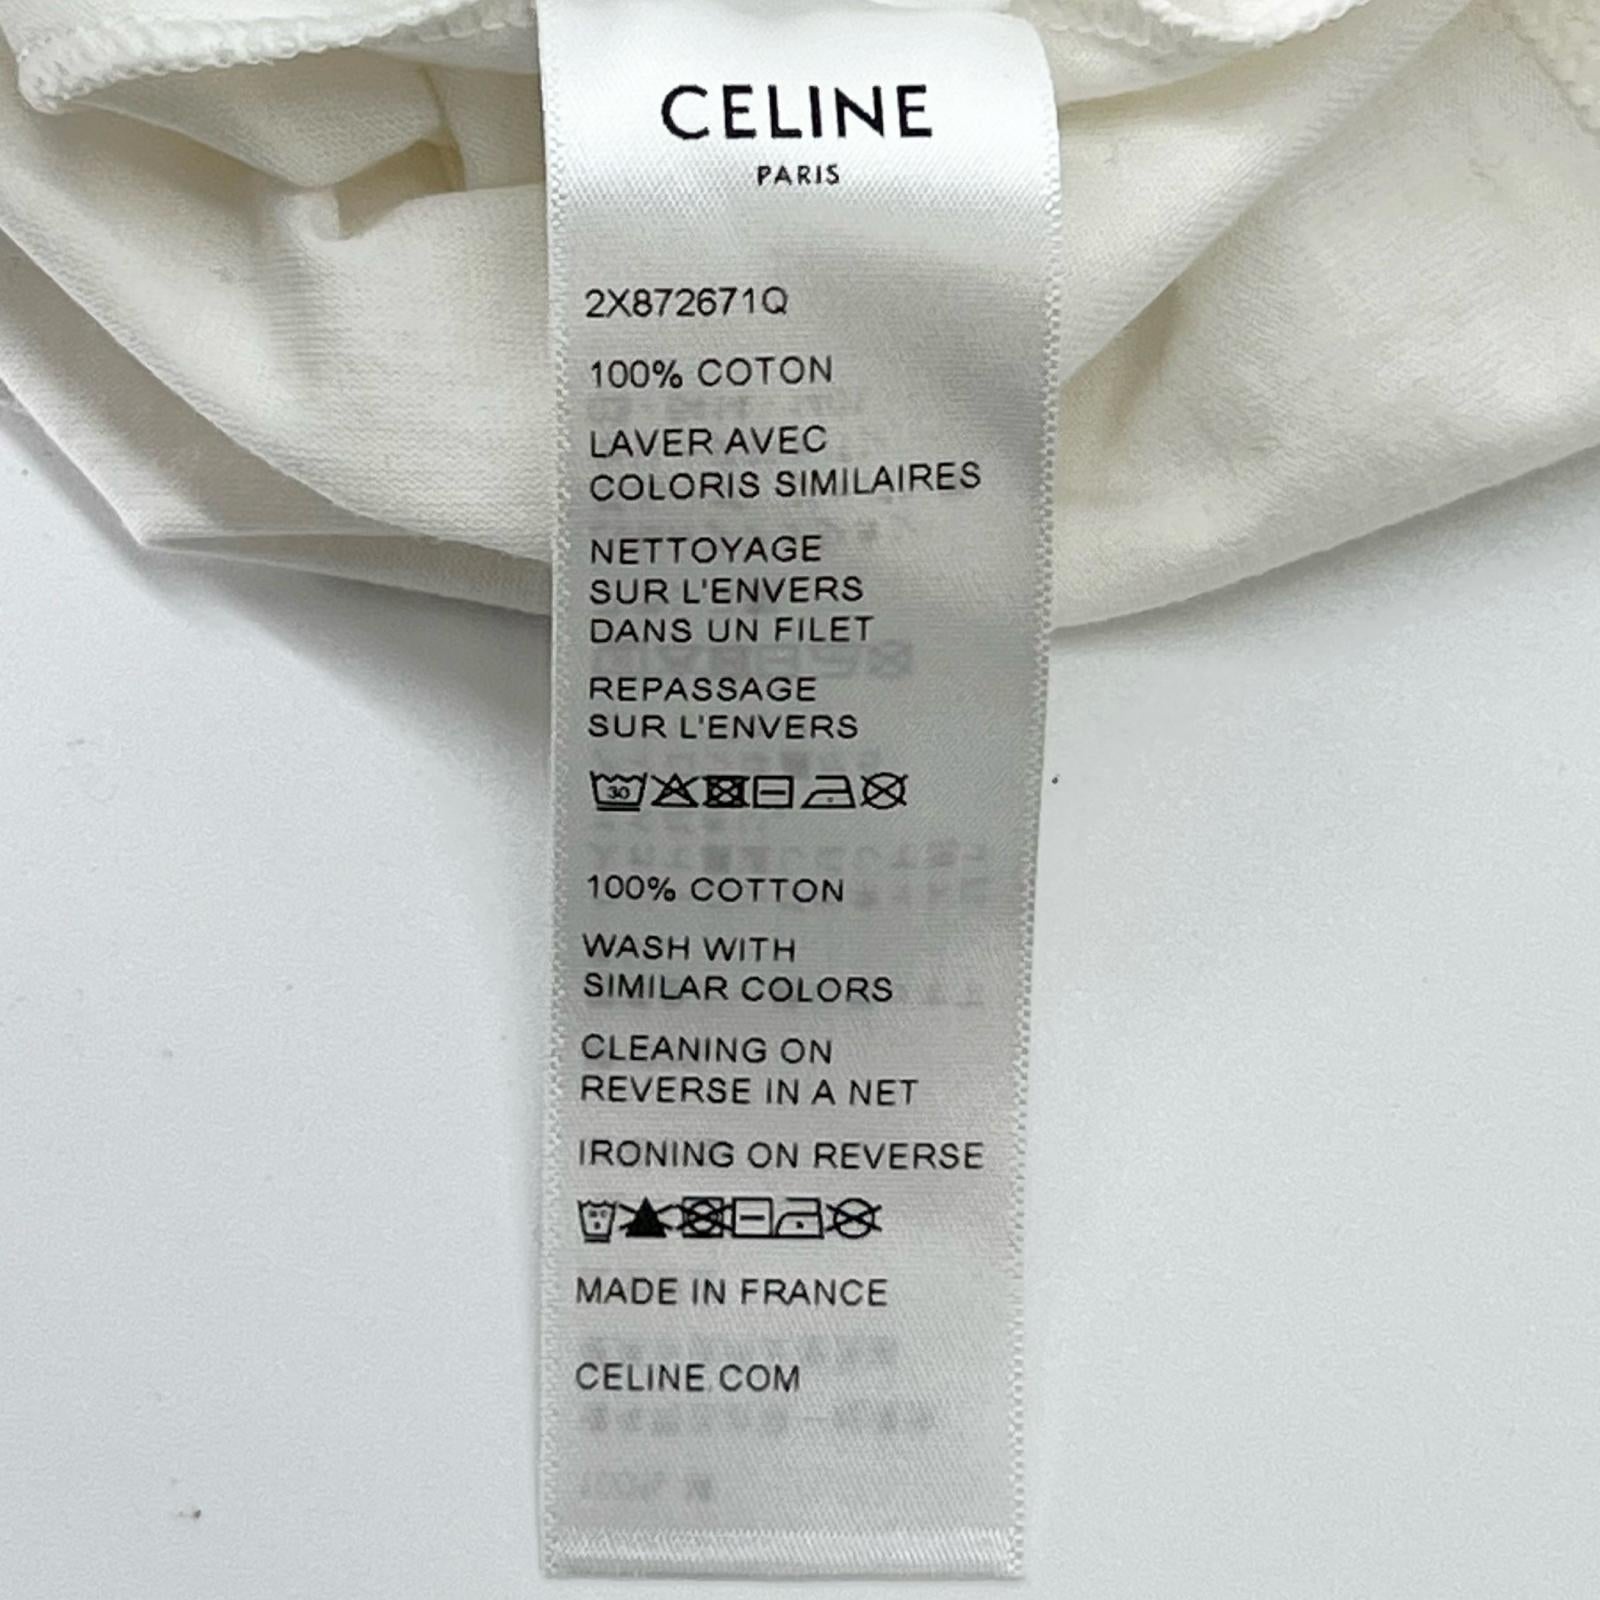 CELINE
PARIS
2X872671Q
100% COTON
LAVER AVEC
COLORIS SIMILAIRES
NETTOYAGE
SUR L'ENVERS
DANS UN FILET
REPASSAGE
SUR L'ENVERS
30
100% COTTON
WASH WITH
SIMILAR COLORS
CLEANING ON
REVERSE IN A NET
IRONING ON REVERSE
MADE IN FRANCE
CELINE.COM